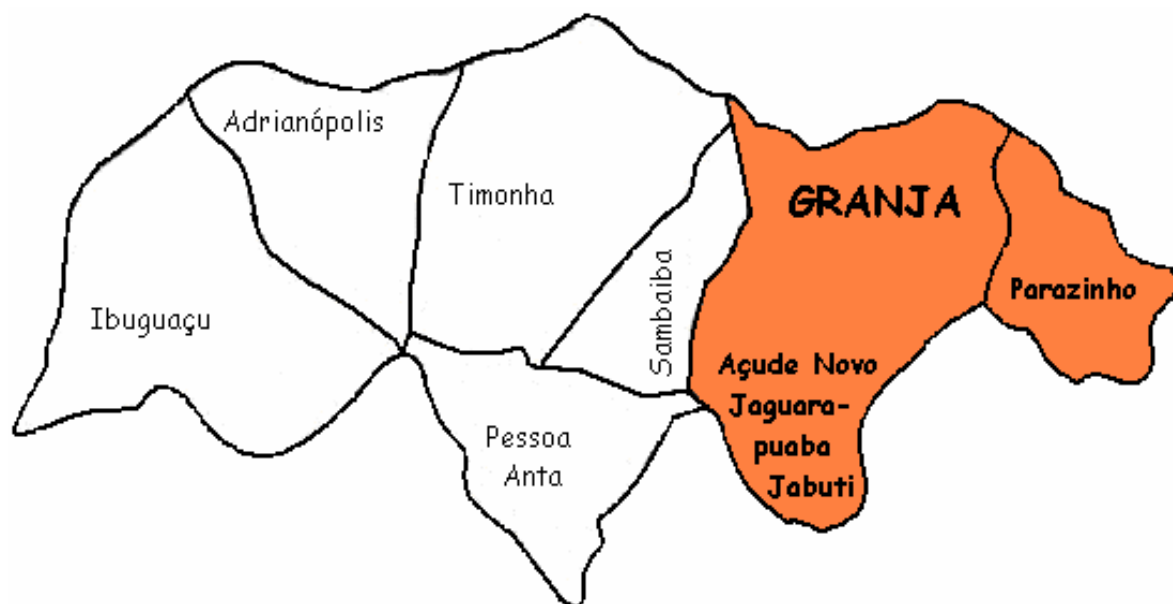 Adrianópolis
Timonha
GRANJA
Ibuguaçu
Sambaiba
Parazinho
Pessoa
Anta
Açude Novo
Jaguara-
puaba
Jabuti